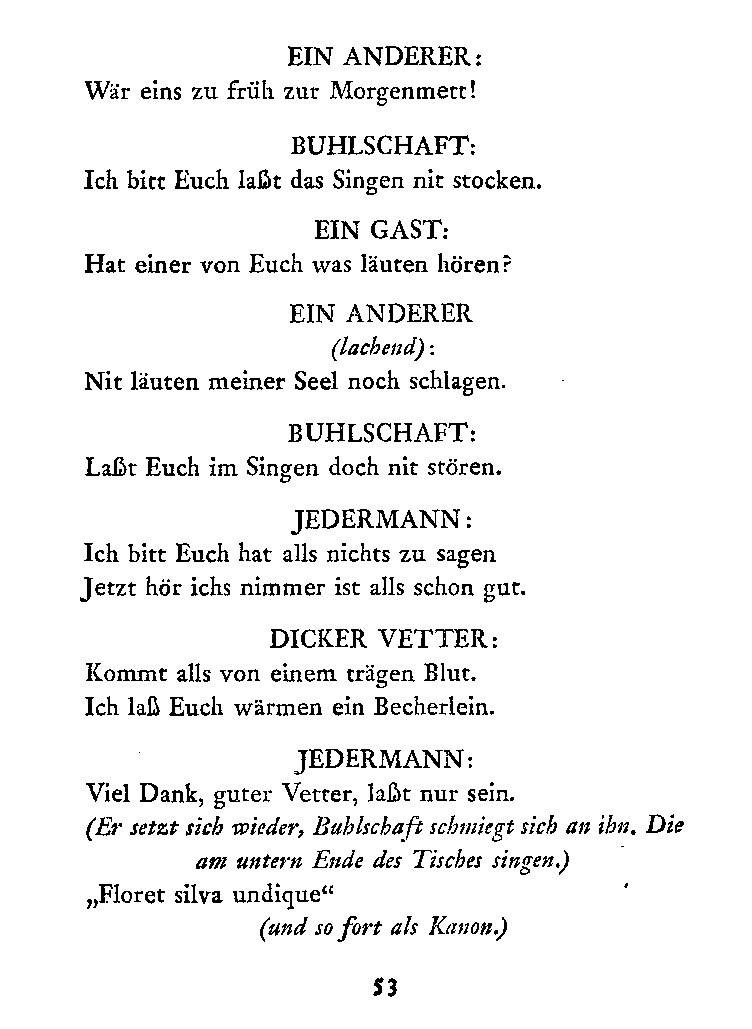 EIN ANDERER:
Wär eins zu früh zur Morgenmett!
BUHLSCHAFT:
Ich bitt Euch laßt das Singen nit stocken.
EIN GAST:
Hat einer von Euch was läuten hören?
EIN ANDERER
(lachend):
Nit läuten meiner Seel noch schlagen.
BUHLSCHAFT:
Laßt Euch im Singen doch nit stören.
JEDERMANN:
Ich bitt Euch hat alls nichts zu sagen
Jetzt hör ichs nimmer ist alls schon gut.
DICKER VETTER:
Kommt alls von einem trägen Blut.
Ich laß Euch wärmen ein Becherlein.
JEDERMANN:
Viel Dank, guter Vetter, laßt nur sein.
(Er setzt sich wieder, Buhlschaft schmiegt sich an ihn. Die
am untern Ende des Tisches singen.)
„Floret silva undique“
(und so fort als Kanon.)
53